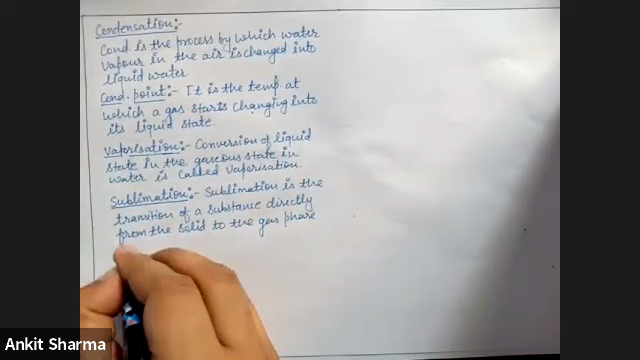 Condensation:-
Cond. is the process by which water
vapour in the air is changed into
liquid water.
Cond. point:- It is the temp. at
which a gas starts changing into
its liquid state.
Vaporisation:- Conversion of liquid
state in the gaseous state in
water is called vaporisation.
Sublimation:- Sublimation is the
transition of a substance directly
from the solid to the gas phase
Ankit Sharma